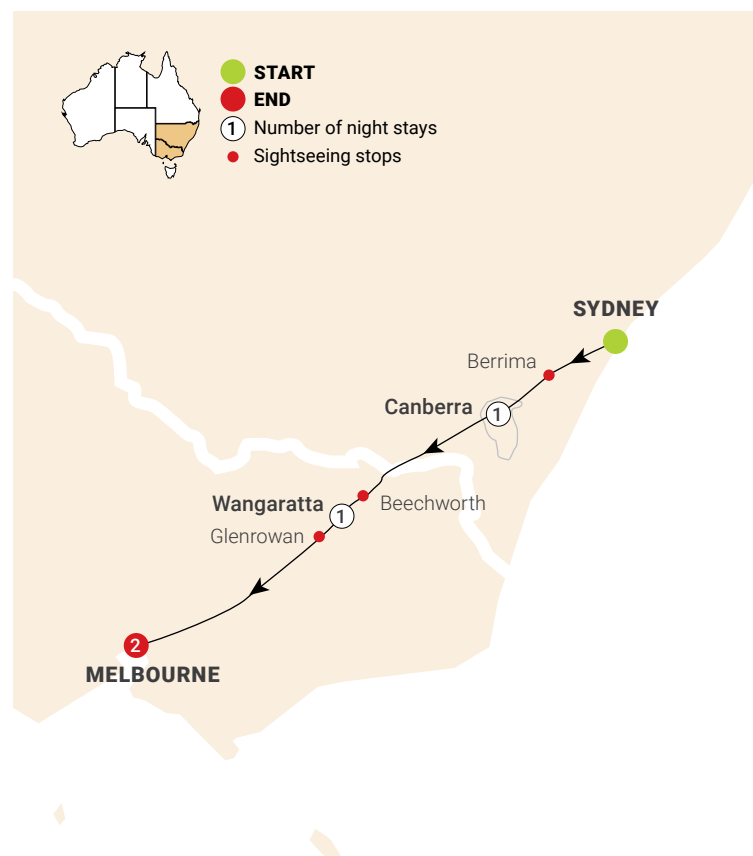 START
END
1 Number of night stays
Sightseeing stops
SYDNEY
Berrima
Canberra 1
Wangaratta 1
Beechworth
Glenrowan
2
MELBOURNE